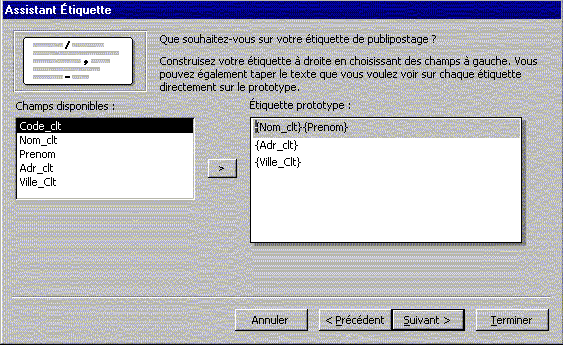 Assistant Étiquette
Que souhaitez-vous sur votre étiquette de publipostage ?
Construisez votre étiquette à droite en choisissant des champs à gauche. Vous
pouvez également taper le texte que vous voulez voir sur chaque étiquette
directement sur le prototype.
Champs disponibles :
Étiquette prototype :
Code_clt
Nom_clt
Prenom
Adr_clt
Ville_Clt
>
{Nom_clt}{Prenom}
{Adr_clt}
{Ville_Clt}
Annuler
< Précédent
Suivant >
Terminer